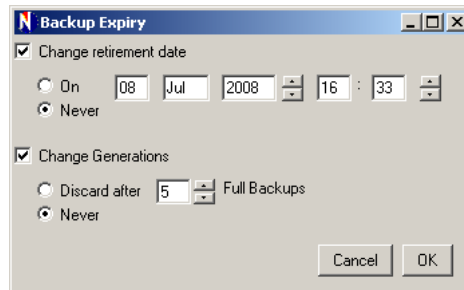 Backup Expiry
Change retirement date
On 08 Jul 2008 16 : 33
Never
Change Generations
Discard after 5 Full Backups
Never
Cancel OK